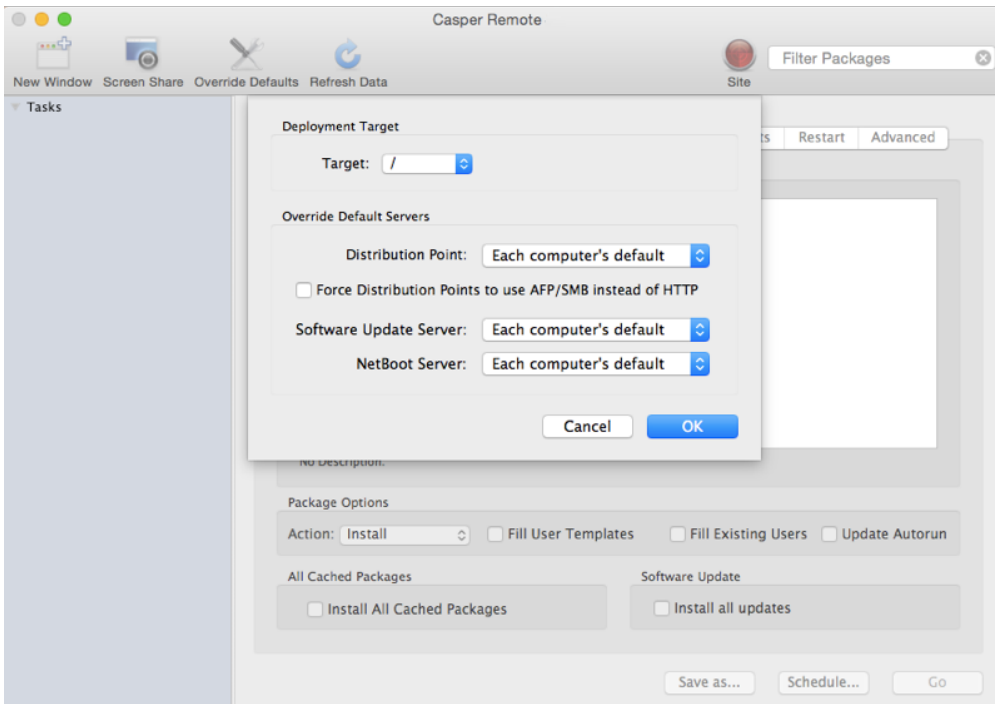 Casper Remote
New Window Screen Share Override Defaults Refresh Data Site Filter Packages
Tasks
Deployment Target
Target: /
ts Restart Advanced
Override Default Servers
Distribution Point: Each computer's default
Force Distribution Points to use AFP/SMB instead of HTTP
Software Update Server: Each computer's default
NetBoot Server: Each computer's default
Cancel OK
No Description.
Package Options
Action: Install Fill User Templates Fill Existing Users Update Autorun
All Cached Packages Software Update
Install All Cached Packages Install all updates
Save as... Schedule... Go